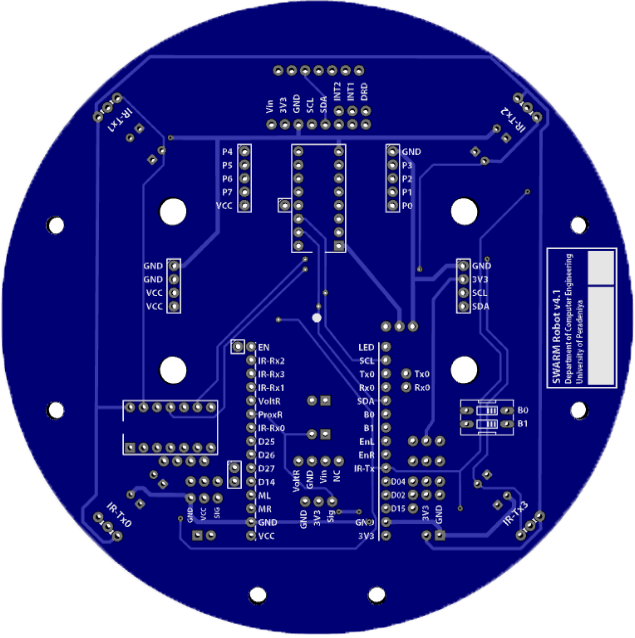 Vin
3V3
GND
SCL
SDA
INT2
INT1
DRD
IR-Tx1
IR-Tx2
P4
P5
P6
P7
VCC
GND
P3
P2
P1
P0
GND
GND
VCC
VCC
GND
3V3
SCL
SDA
SWARM Robot v4.1
Department of Computer Engineering
University of Peradeniya
EN
IR-Rx2
IR-Rx3
IR-Rx1
VoltR
ProxR
IR-Rx0
D25
D26
D27
D14
ML
MR
GND
VCC
LED
SCL
Tx0
Rx0
SDA
B0
B1
EnL
EnR
IR-Tx
D04
D02
D15
GN
3V3
Tx0
Rx0
B0
B1
VoltR
GND
Vin
NC
GND
3V3
Sig
GND
VCC
SIG
3V3
GND
IR-Tx0
IR-Tx3